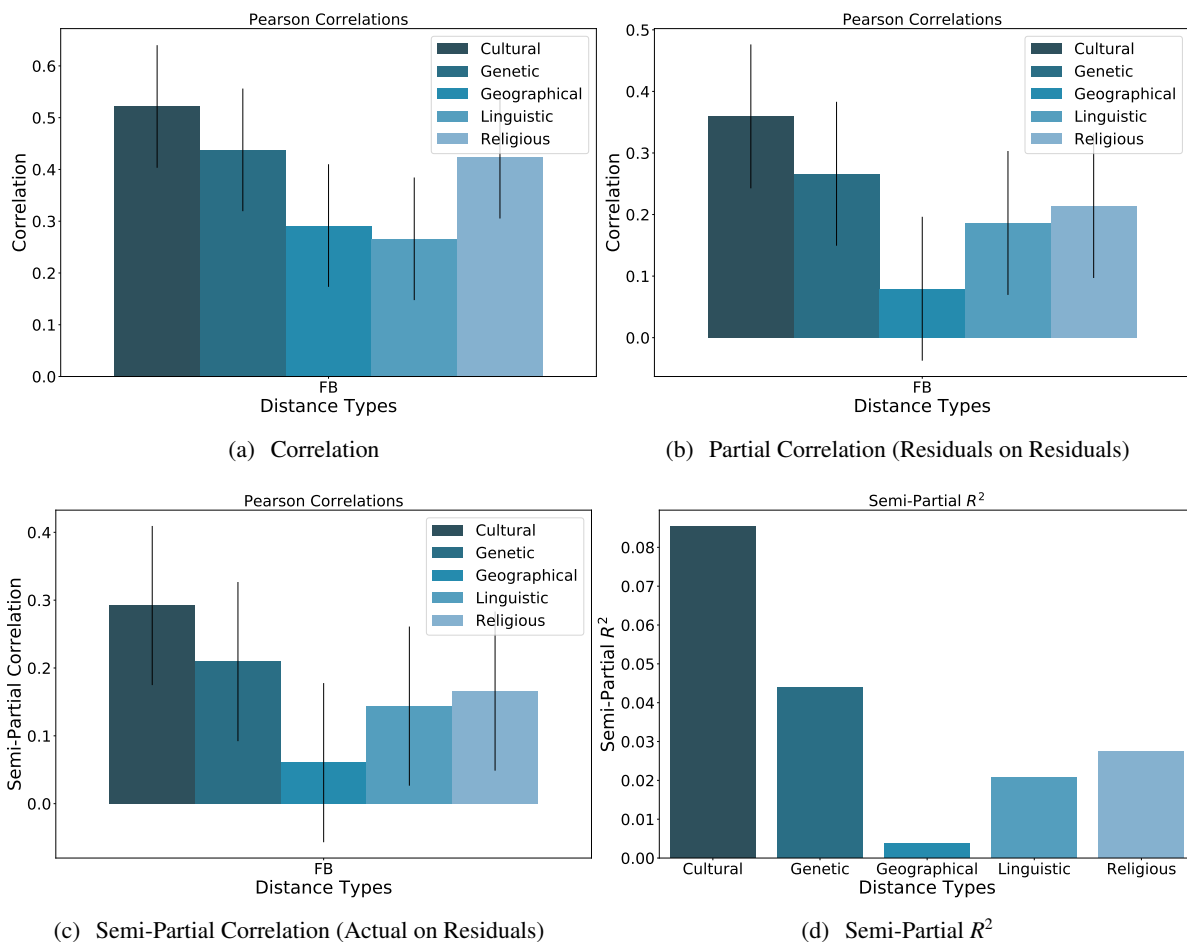 Pearson Correlations
Correlation
0.6
0.5
0.4
0.3
0.2
0.1
0.0
Cultural
Genetic
Geographical
Linguistic
Religious
FB
Distance Types
(a) Correlation
Pearson Correlations
Correlation
0.5
0.4
0.3
0.2
0.1
0.0
Cultural
Genetic
Geographical
Linguistic
Religious
FB
Distance Types
(b) Partial Correlation (Residuals on Residuals)
Pearson Correlations
Semi-Partial Correlation
0.4
0.3
0.2
0.1
0.0
Cultural
Genetic
Geographical
Linguistic
Religious
FB
Distance Types
(c) Semi-Partial Correlation (Actual on Residuals)
Semi-Partial R²
Semi-Partial R²
0.08
0.07
0.06
0.05
0.04
0.03
0.02
0.01
0.00
Cultural Genetic Geographical Linguistic Religious
Distance Types
(d) Semi-Partial R²